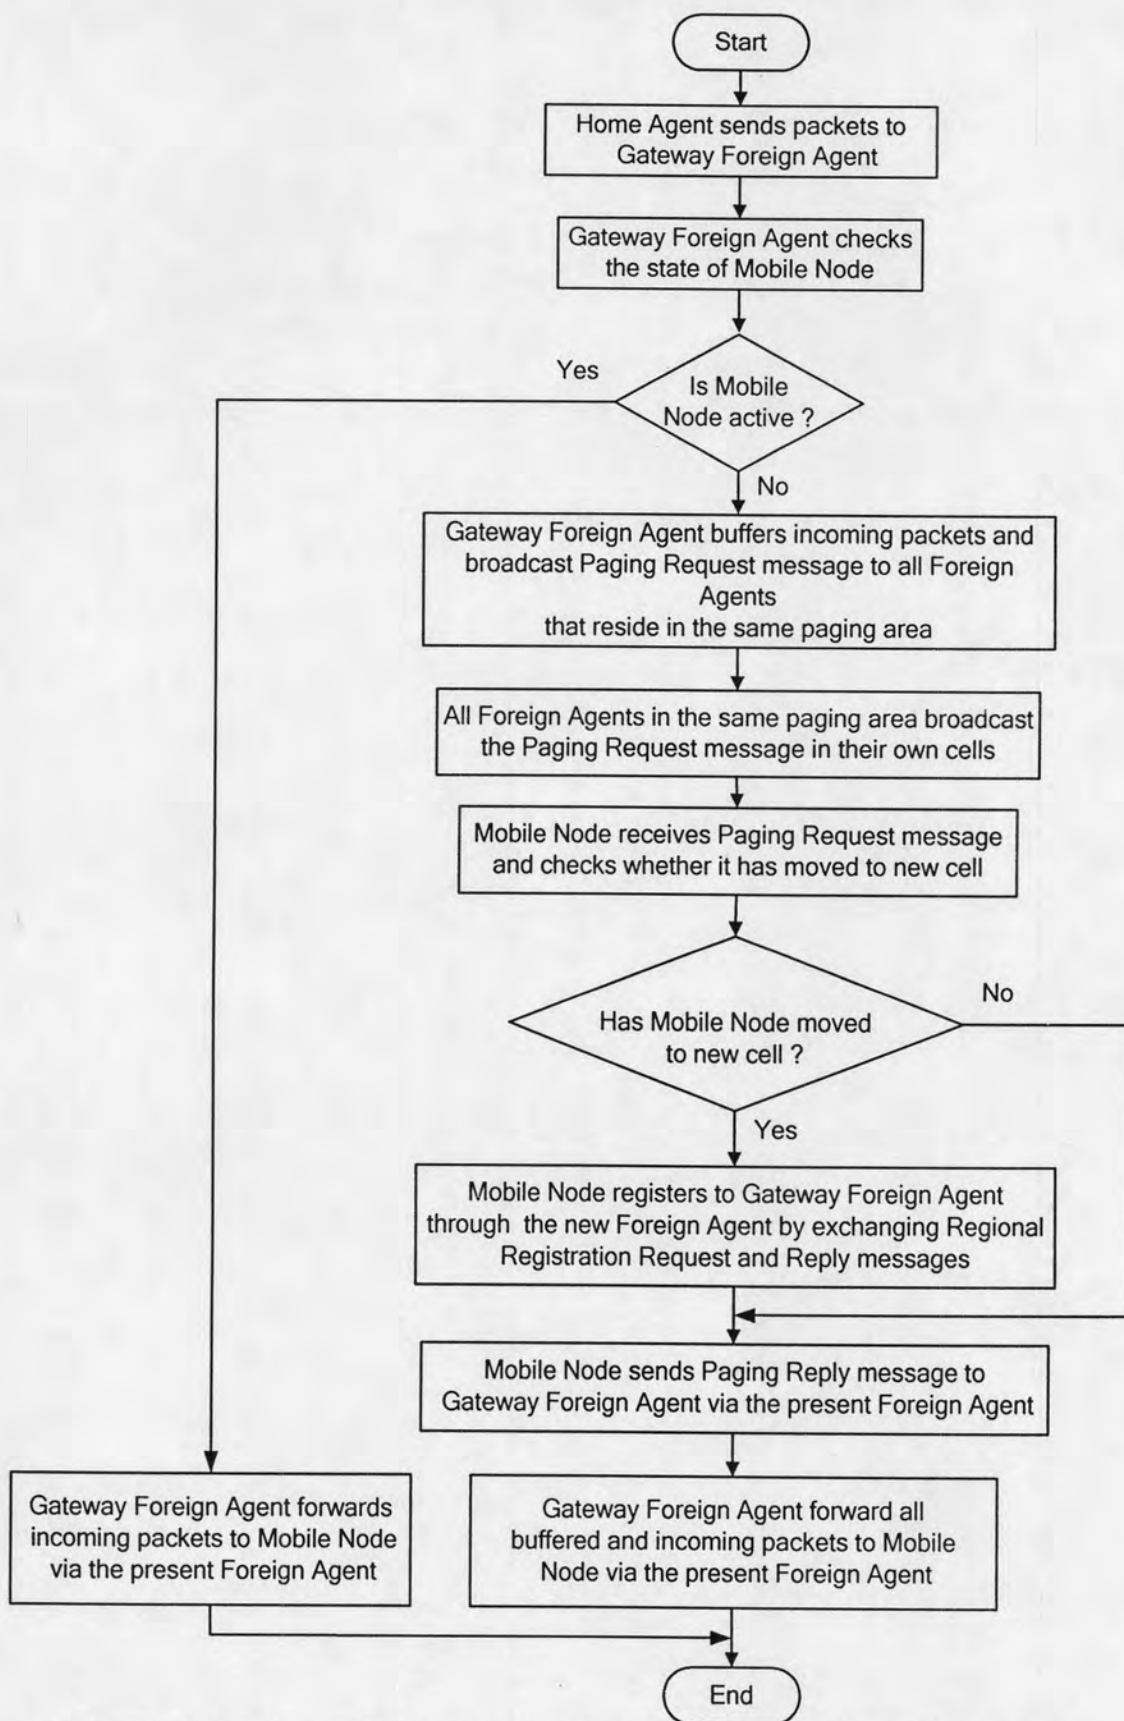 Start
Home Agent sends packets to
Gateway Foreign Agent
Gateway Foreign Agent checks
the state of Mobile Node
Yes
Is Mobile
Node active ?
No
Gateway Foreign Agent buffers incoming packets and
broadcast Paging Request message to all Foreign
Agents
that reside in the same paging area
All Foreign Agents in the same paging area broadcast
the Paging Request message in their own cells
Mobile Node receives Paging Request message
and checks whether it has moved to new cell
No
Has Mobile Node moved
to new cell ?
Yes
Mobile Node registers to Gateway Foreign Agent
through the new Foreign Agent by exchanging Regional
Registration Request and Reply messages
Mobile Node sends Paging Reply message to
Gateway Foreign Agent via the present Foreign Agent
Gateway Foreign Agent forwards
incoming packets to Mobile Node
via the present Foreign Agent
Gateway Foreign Agent forward all
buffered and incoming packets to Mobile
Node via the present Foreign Agent
End